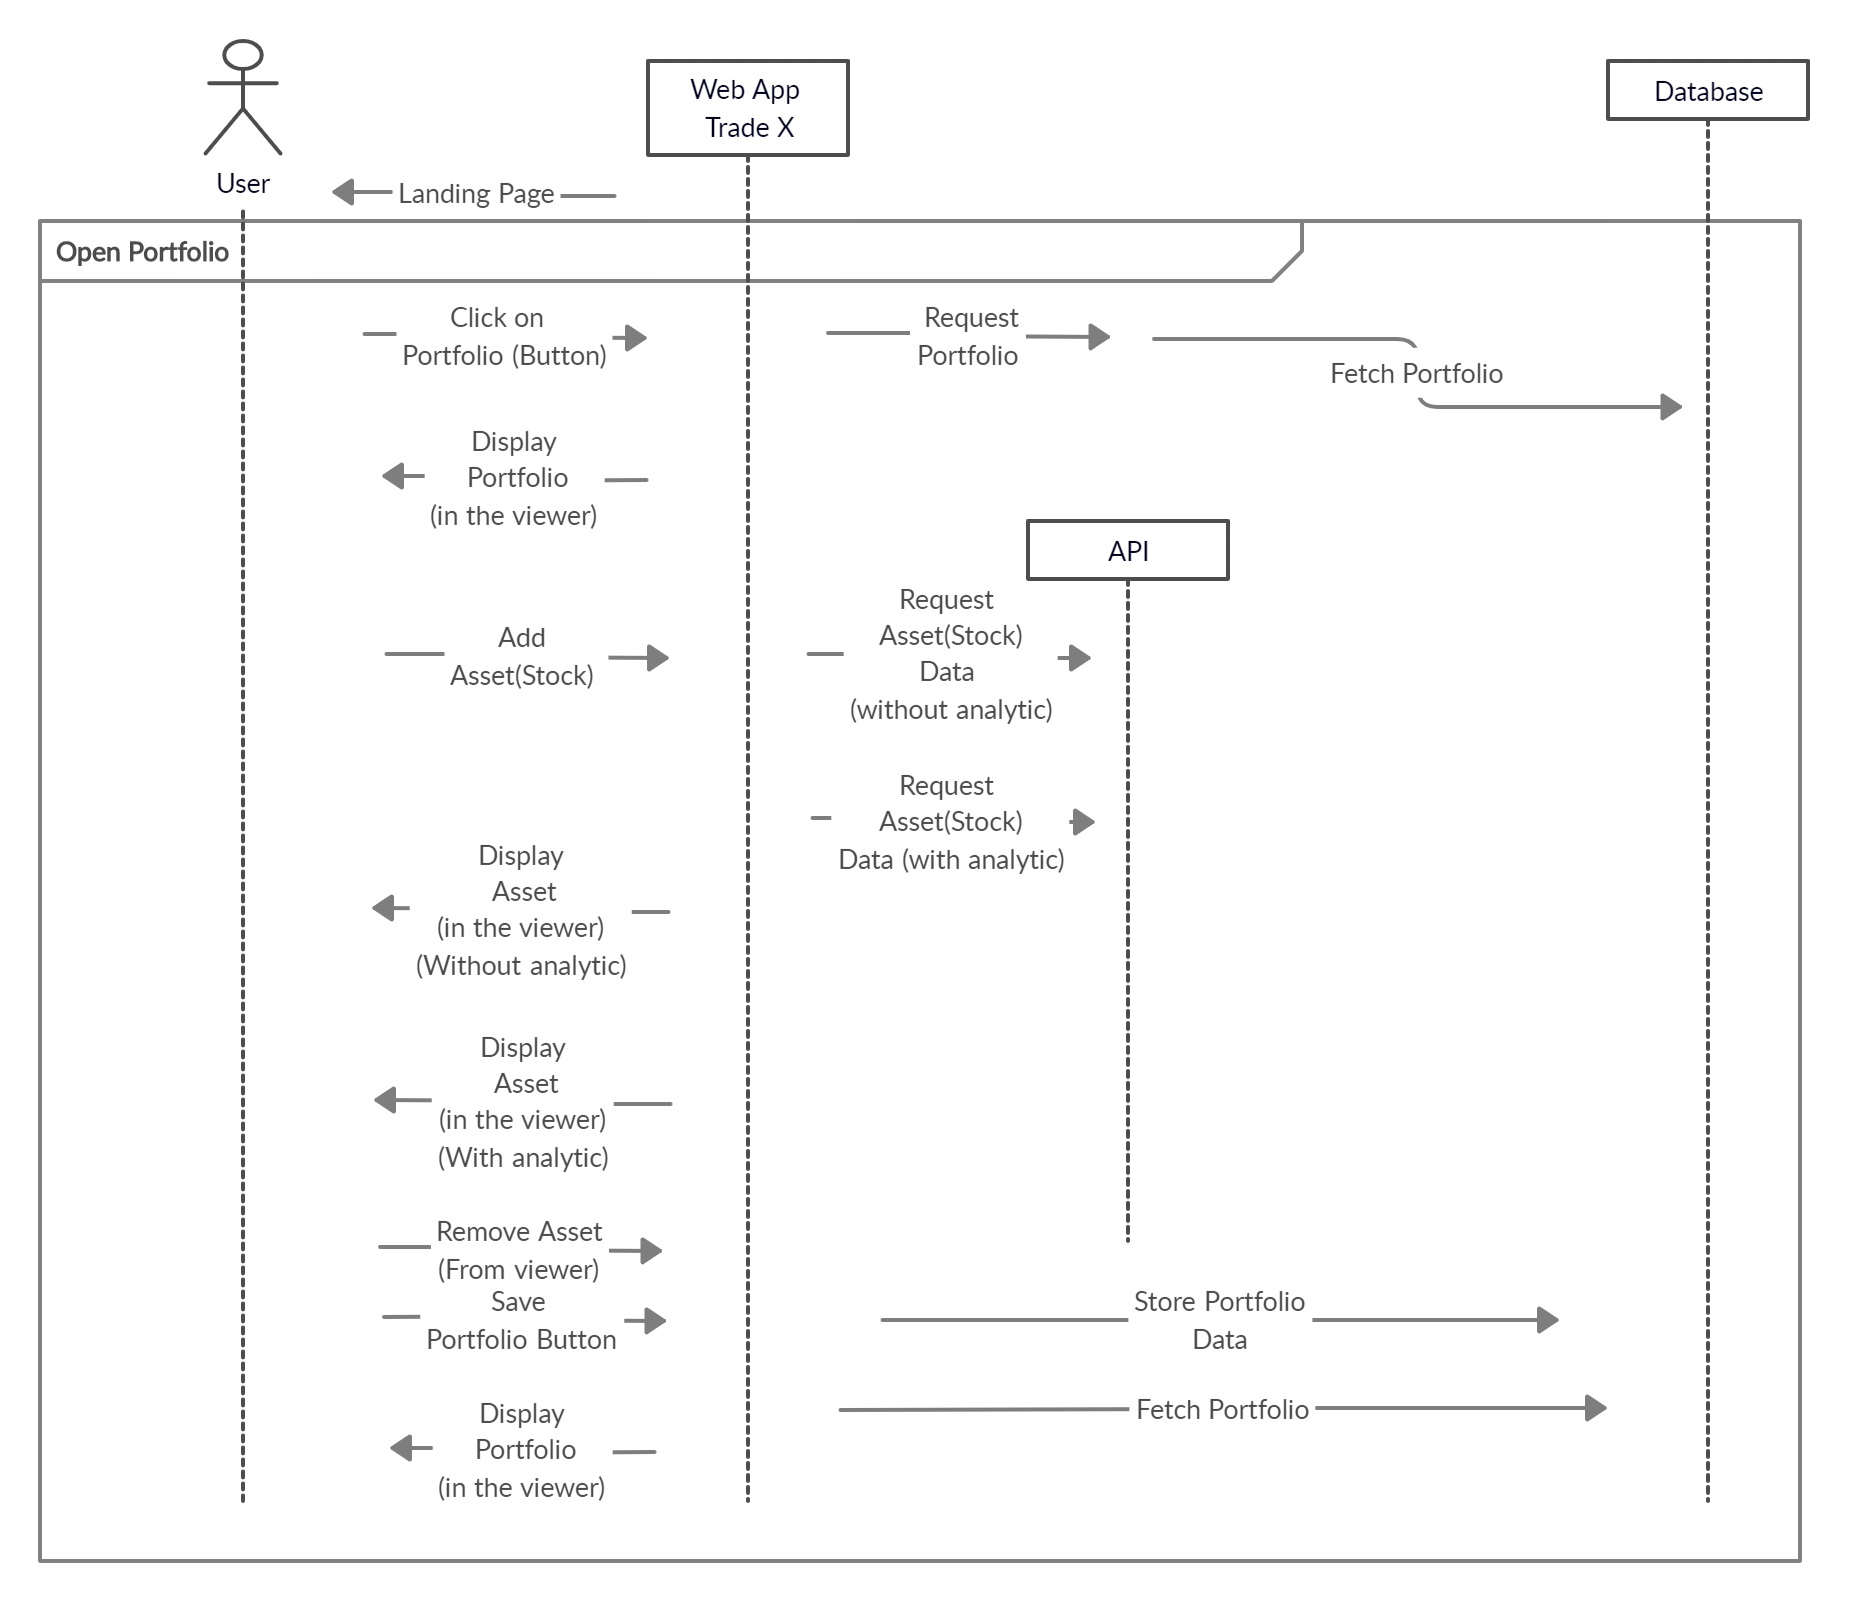 Web App
Trade X
Database
User
Landing Page
Open Portfolio
Click on
Portfolio (Button)
Request
Portfolio
Fetch Portfolio
Display
Portfolio
(in the viewer)
API
Add
Asset(Stock)
Request
Asset(Stock)
Data
(without analytic)
Request
Asset(Stock)
Data (with analytic)
Display
Asset
(in the viewer)
(Without analytic)
Display
Asset
(in the viewer)
(With analytic)
Remove Asset
(From viewer)
Save
Portfolio Button
Store Portfolio
Data
Fetch Portfolio
Display
Portfolio
(in the viewer)